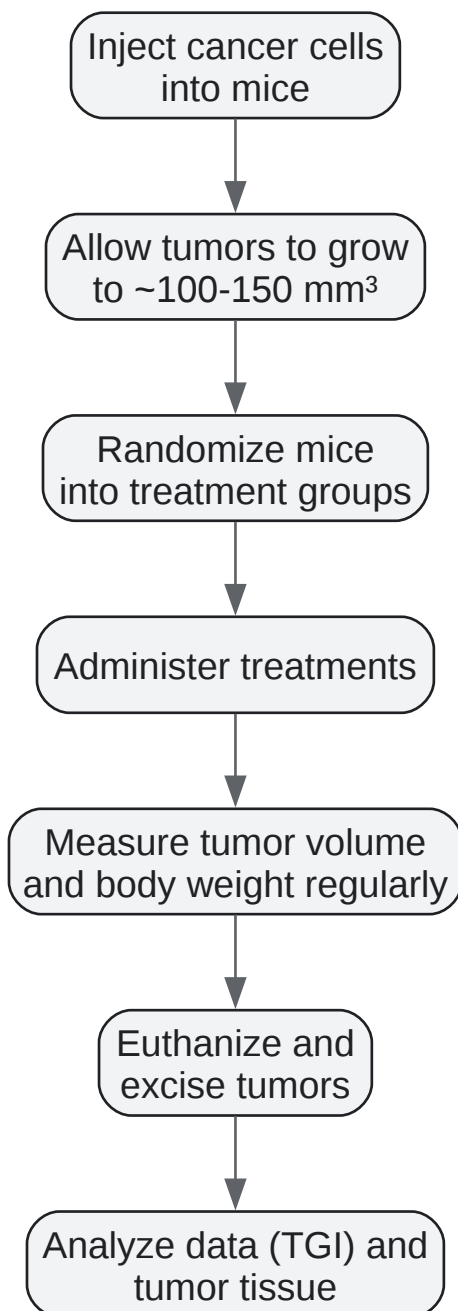 Inject cancer cells
into mice
Allow tumors to grow
to ~100-150 mm³
Randomize mice
into treatment groups
Administer treatments
Measure tumor volume
and body weight regularly
Euthanize and
excise tumors
Analyze data (TGI) and
tumor tissue